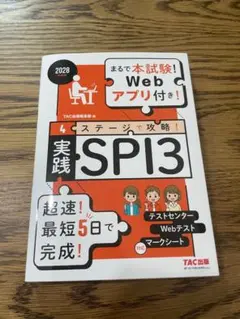 2028
まるで本試験!
Web
アプリ付き!
TAC出版編集部・編
4ステージで攻略!
実践
SPI3
超速!
最短5日で
完成!
テストセンター
Webテスト
マークシート
対応
TAC出版